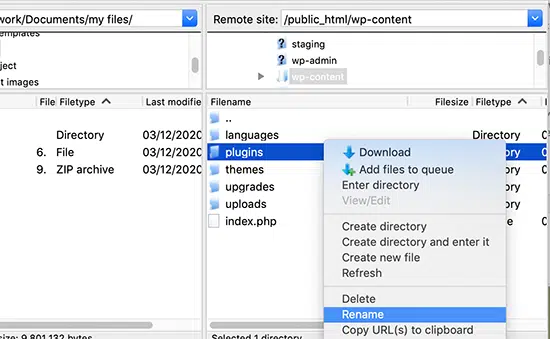 work/Documents/my files/
Remote site: /public_html/wp-content
templates
ject
t images
staging
wp-admin
wp-content
File Filetype Last modifie
Directory 03/12/2020
6. File 03/12/2020
9. ZIP archive 03/12/2020
Filename Filesize Filetype
..
languages Directory
plugins
themes
upgrades
uploads
index.php
Download
Add files to queue
Enter directory
View/Edit
Create directory
Create directory and enter it
Create new file
Refresh
Delete
Rename
Copy URL(s) to clipboard
size: 9,801,132 bytes
Selected 1 directory.